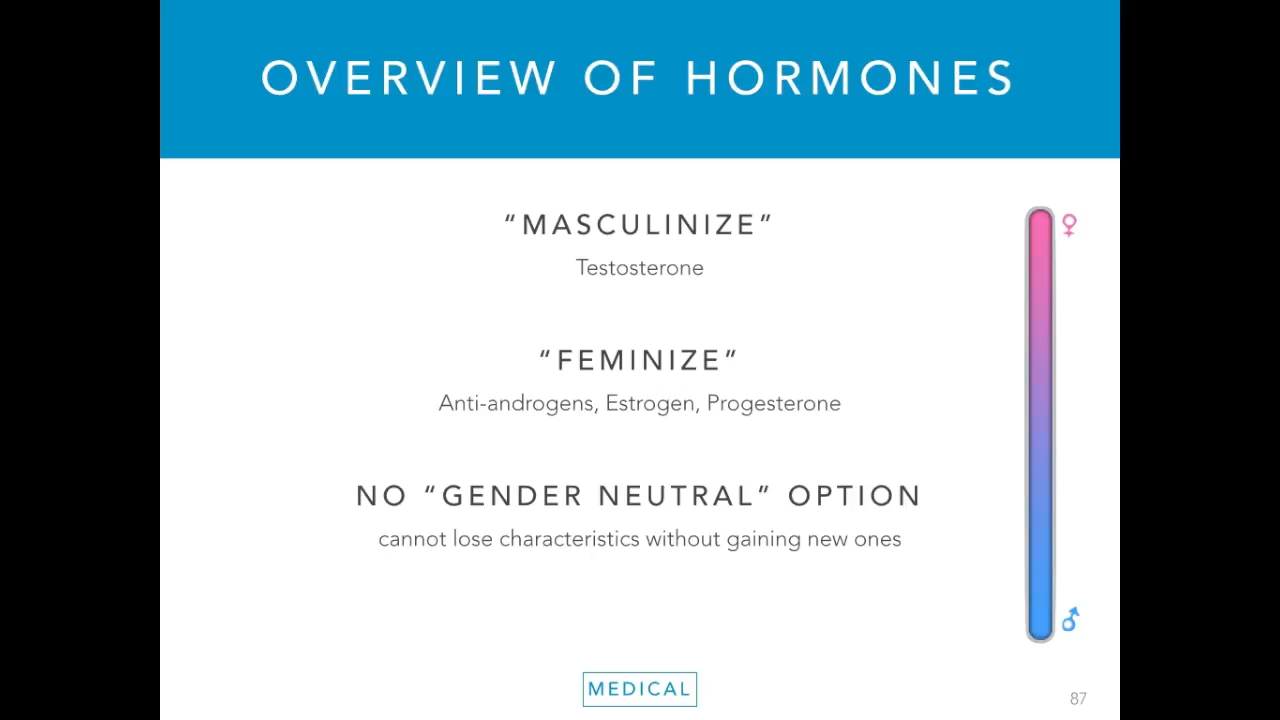 OVERVIEW OF HORMONES
“MASCULINIZE”
Testosterone
“FEMINIZE”
Anti-androgens, Estrogen, Progesterone
NO “GENDER NEUTRAL” OPTION
cannot lose characteristics without gaining new ones
♀
♂
MEDICAL
87